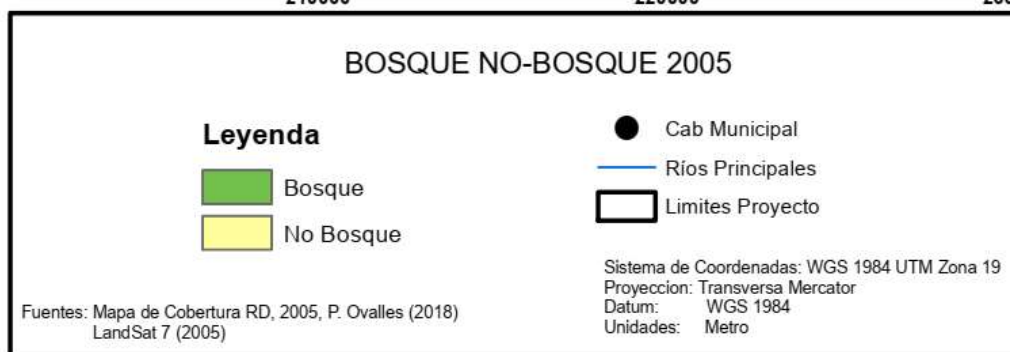 BOSQUE NO-BOSQUE 2005
Leyenda
Bosque
No Bosque
Cab Municipal
Ríos Principales
Limites Proyecto
Sistema de Coordenadas: WGS 1984 UTM Zona 19
Proyeccion: Transversa Mercator
Datum: WGS 1984
Unidades: Metro
Fuentes: Mapa de Cobertura RD, 2005, P. Ovalles (2018)
LandSat 7 (2005)